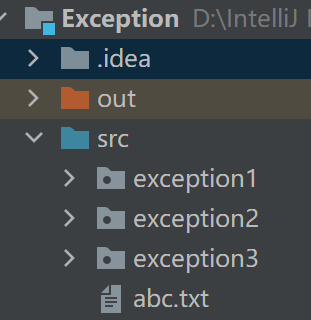 Exception D:\IntelliJ
.idea
out
src
exception1
exception2
exception3
abc.txt